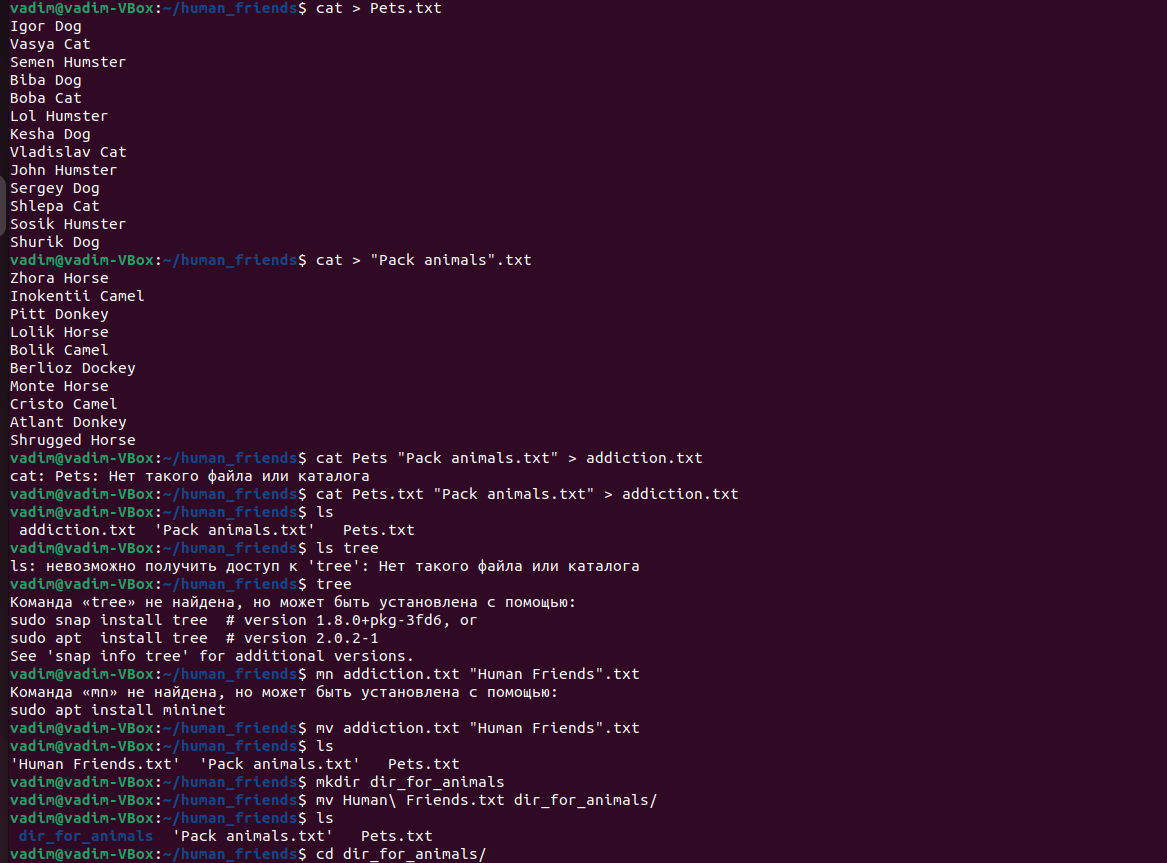 vadim@vadim-VBox:~/human_friends$ cat > Pets.txt
Igor Dog
Vasya Cat
Semen Humster
Biba Dog
Boba Cat
Lol Humster
Kesha Dog
Vladislav Cat
John Humster
Sergey Dog
Shlepa Cat
Sosik Humster
Shurik Dog
vadim@vadim-VBox:~/human_friends$ cat > "Pack animals".txt
Zhora Horse
Inokentii Camel
Pitt Donkey
Lolik Horse
Bolik Camel
Berlioz Dockey
Monte Horse
Cristo Camel
Atlant Donkey
Shrugged Horse
vadim@vadim-VBox:~/human_friends$ cat Pets "Pack animals.txt" > addiction.txt
cat: Pets: Нет такого файла или каталога
vadim@vadim-VBox:~/human_friends$ cat Pets.txt "Pack animals.txt" > addiction.txt
vadim@vadim-VBox:~/human_friends$ ls
 addiction.txt  'Pack animals.txt'   Pets.txt
vadim@vadim-VBox:~/human_friends$ ls tree
ls: невозможно получить доступ к 'tree': Нет такого файла или каталога
vadim@vadim-VBox:~/human_friends$ tree
Команда «tree» не найдена, но может быть установлена с помощью:
sudo snap install tree  # version 1.8.0+pkg-3fd6, or
sudo apt  install tree  # version 2.0.2-1
See 'snap info tree' for additional versions.
vadim@vadim-VBox:~/human_friends$ mn addiction.txt "Human Friends".txt
Команда «mn» не найдена, но может быть установлена с помощью:
sudo apt install mininet
vadim@vadim-VBox:~/human_friends$ mv addiction.txt "Human Friends".txt
vadim@vadim-VBox:~/human_friends$ ls
'Human Friends.txt'  'Pack animals.txt'   Pets.txt
vadim@vadim-VBox:~/human_friends$ mkdir dir_for_animals
vadim@vadim-VBox:~/human_friends$ mv Human\ Friends.txt dir_for_animals/
vadim@vadim-VBox:~/human_friends$ ls
 dir_for_animals  'Pack animals.txt'   Pets.txt
vadim@vadim-VBox:~/human_friends$ cd dir_for_animals/